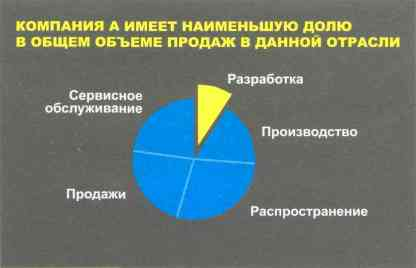 КОМПАНИЯ А ИМЕЕТ НАИМЕНЬШУЮ ДОЛЮ
В ОБЩЕМ ОБЪЕМЕ ПРОДАЖ В ДАННОЙ ОТРАСЛИ
Разработка
Сервисное
обслуживание
Производство
Продажи
Распространение